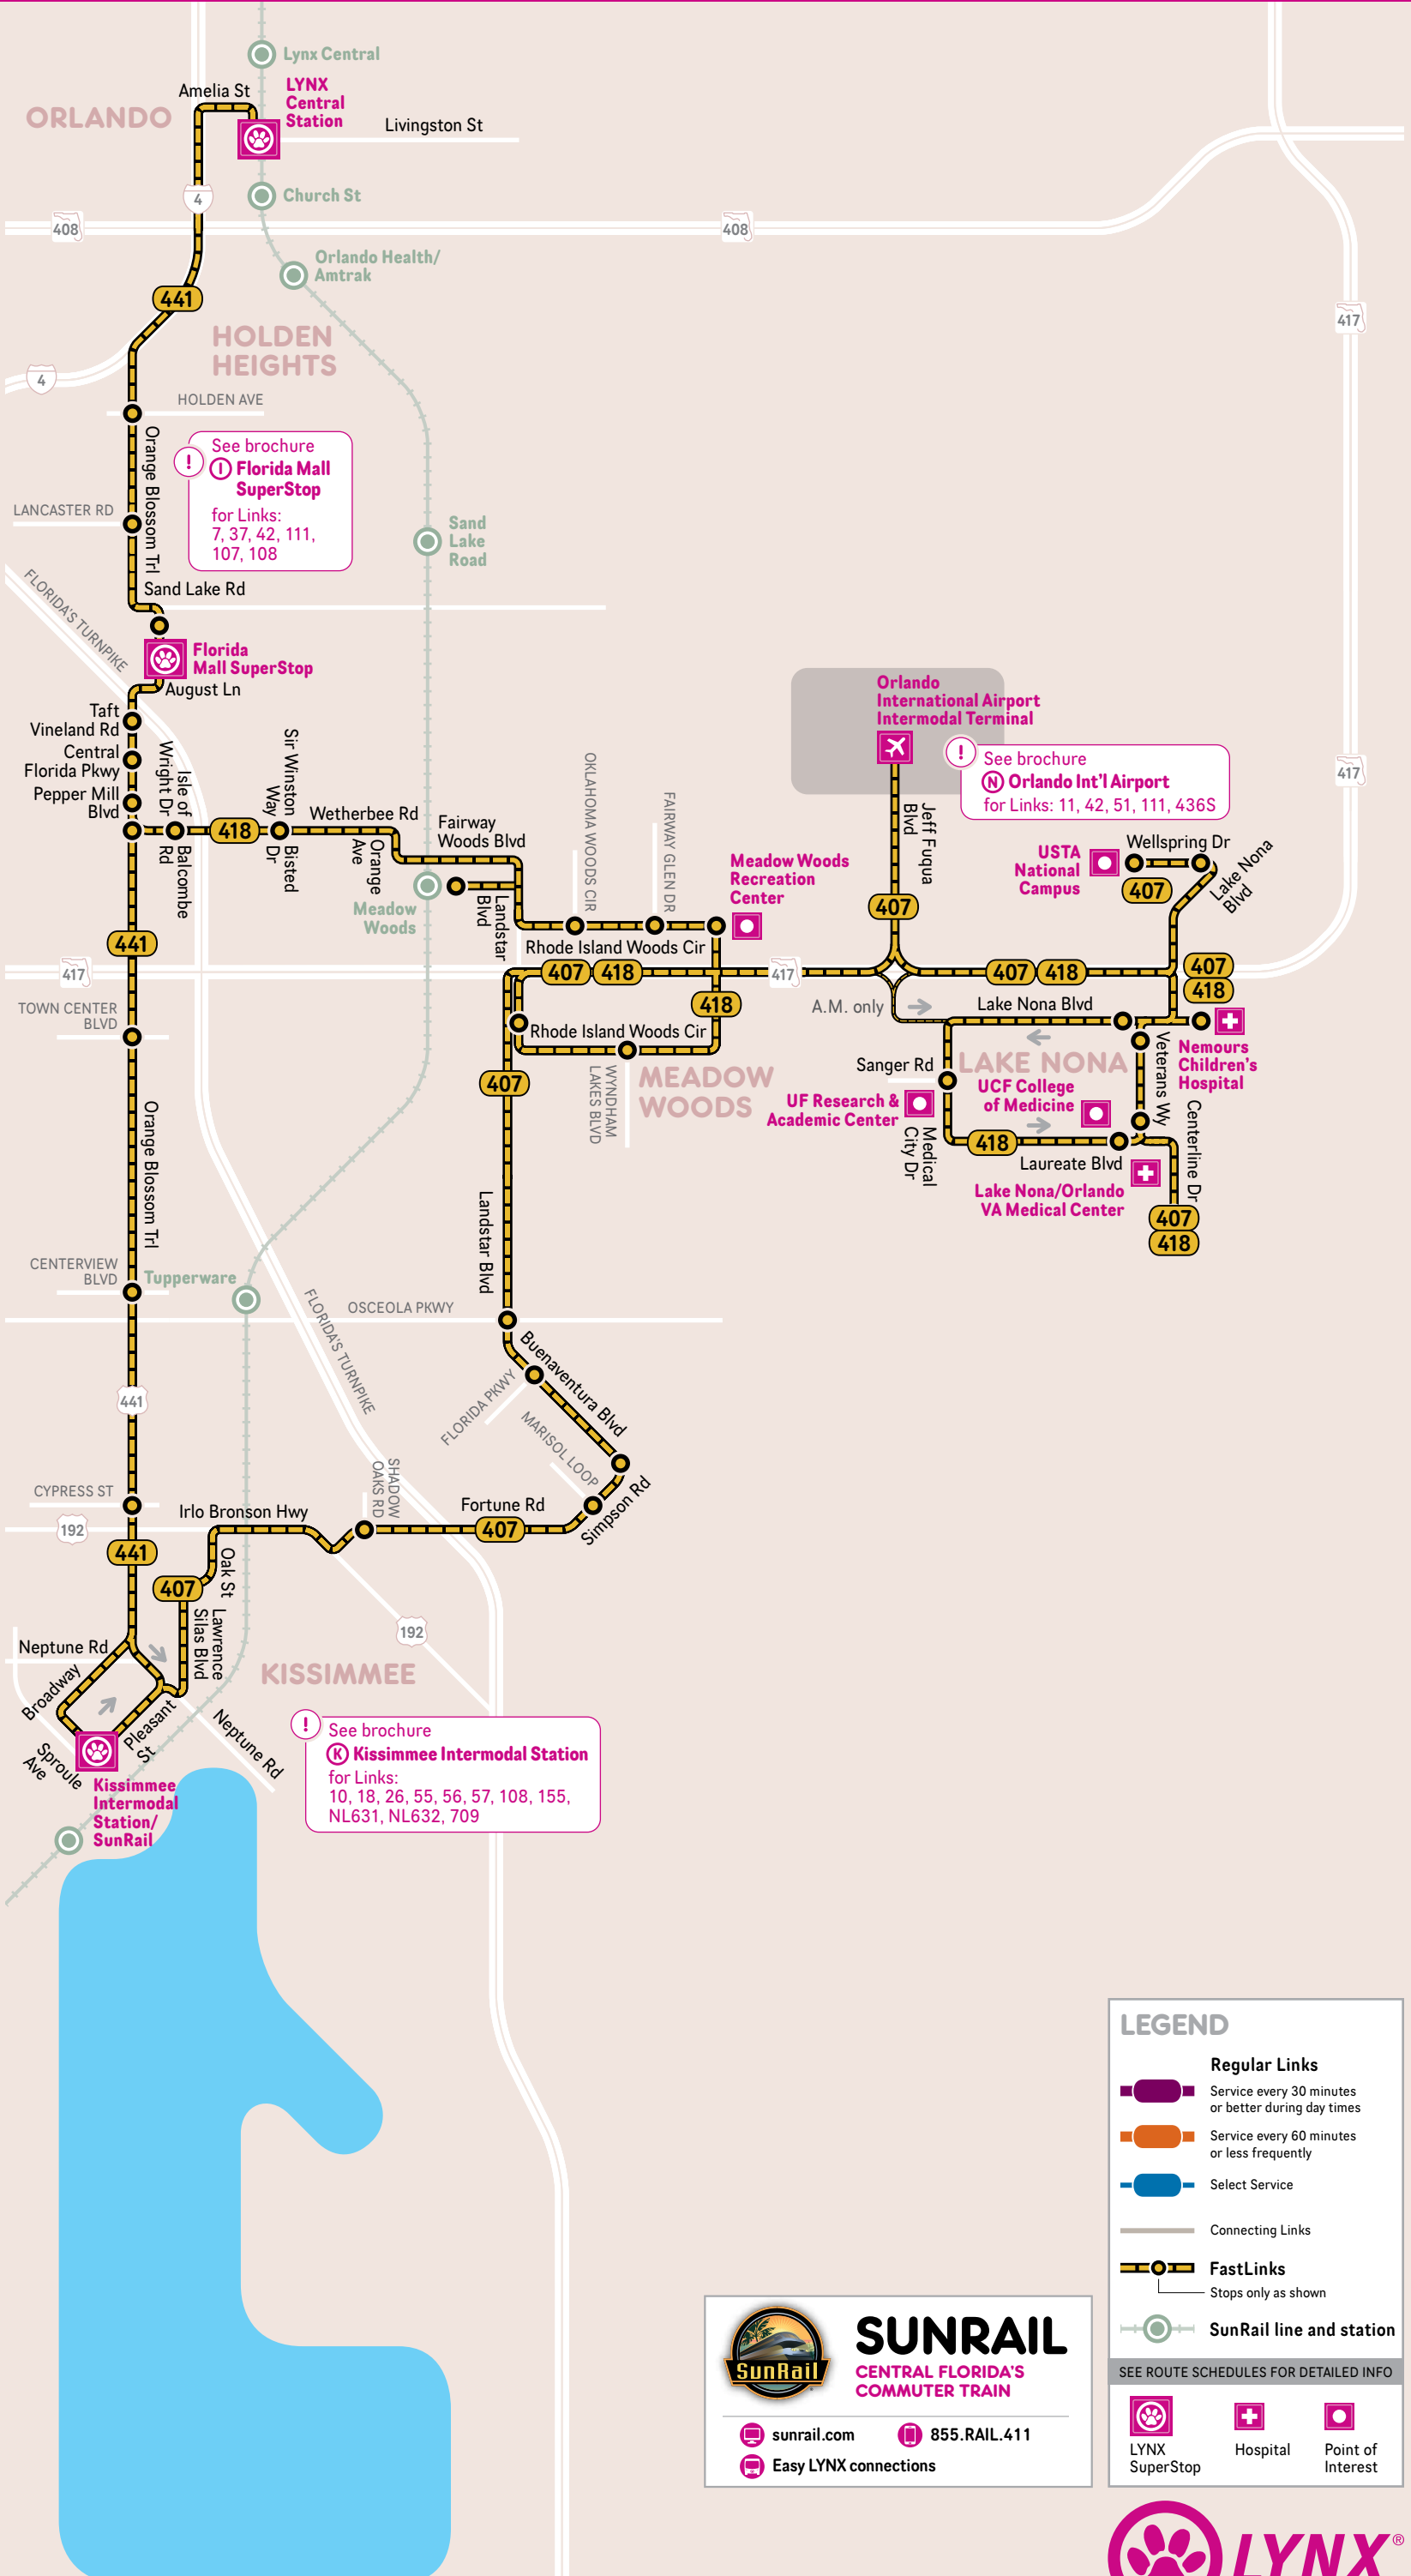 Lynx Central
LYNX
Central
Station
Amelia St
ORLANDO
Livingston St
4
Church St
408
408
Orlando Health/
Amtrak
441
417
HOLDEN
HEIGHTS
4
HOLDEN AVE
Orange Blossom Trl
!
See brochure
I Florida Mall
SuperStop
for Links:
7, 37, 42, 111,
107, 108
LANCASTER RD
Sand
Lake
Road
FLORIDA'S TURNPIKE
Sand Lake Rd
Florida
Mall SuperStop
August Ln
Taft
Vineland Rd
Central
Florida Pkwy
Pepper Mill
Blvd
Wright Dr
Isle of
Balcombe
Rd
418
Sir Winston
Way
Bisted
Dr
Wetherbee Rd
Orange
Ave
Fairway
Woods Blvd
Meadow
Woods
Landstar
Blvd
OKLAHOMA WOODS CIR
FAIRWAY GLEN DR
Meadow Woods
Recreation
Center
Rhode Island Woods Cir
Orlando
International Airport
Intermodal Terminal
!
See brochure
N Orlando Int'l Airport
for Links: 11, 42, 51, 111, 436S
417
Jeff Fuqua
Blvd
407
USTA
National
Campus
Wellspring Dr
407
Lake Nona
Blvd
441
417
407
418
417
407
418
407
418
418
A.M. only
Lake Nona Blvd
TOWN CENTER
BLVD
Rhode Island Woods Cir
407
WYNDHAM
LAKES BLVD
MEADOW
WOODS
Sanger Rd
LAKE NONA
UCF College
of Medicine
UF Research &
Academic Center
Medical
City Dr
418
Laureate Blvd
Veterans Wy
Nemours
Children's
Hospital
Centerline Dr
Lake Nona/Orlando
VA Medical Center
407
418
Orange Blossom Trl
Landstar Blvd
CENTERVIEW
BLVD
Tupperware
FLORIDA'S TURNPIKE
OSCEOLA PKWY
Buenaventura Blvd
FLORIDA PKWY
MARISOL LOOP
441
CYPRESS ST
SHADOW
OAKS RD
Simpson Rd
Irlo Bronson Hwy
Fortune Rd
407
192
441
Oak St
407
Lawrence
Silas Blvd
192
Neptune Rd
KISSIMMEE
Broadway
Pleasant
St
Neptune Rd
Sproule
Ave
!
See brochure
K Kissimmee Intermodal Station
for Links:
10, 18, 26, 55, 56, 57, 108, 155,
NL631, NL632, 709
Kissimmee
Intermodal
Station/
SunRail
LEGEND
Regular Links
Service every 30 minutes
or better during day times
Service every 60 minutes
or less frequently
Select Service
Connecting Links
FastLinks
Stops only as shown
SunRail line and station
SEE ROUTE SCHEDULES FOR DETAILED INFO
LYNX
SuperStop
Hospital
Point of
Interest
SunRail
SUNRAIL
CENTRAL FLORIDA'S
COMMUTER TRAIN
sunrail.com
855.RAIL.411
Easy LYNX connections
LYNX®